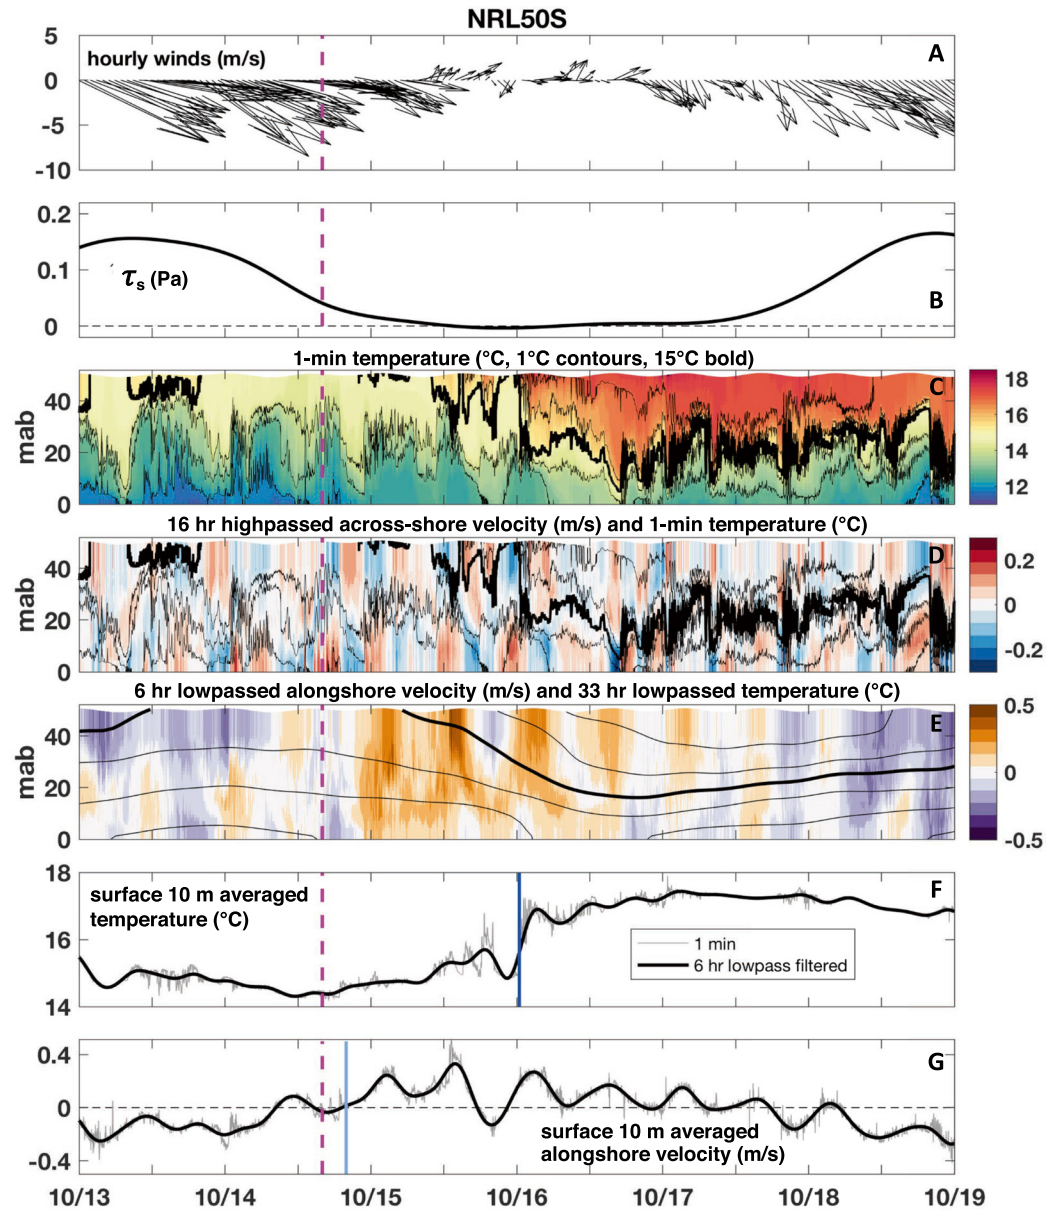 NRL50S
5
0
-5
-10
hourly winds (m/s)
A
0.2
0.1
0
τs (Pa)
B
1-min temperature (°C, 1°C contours, 15°C bold)
mab
40
20
0
C
18
16
14
12
16 hr highpassed across-shore velocity (m/s) and 1-min temperature (°C)
mab
40
20
0
D
0.2
0
-0.2
6 hr lowpassed alongshore velocity (m/s) and 33 hr lowpassed temperature (°C)
mab
40
20
0
E
0.5
0
-0.5
18
16
14
surface 10 m averaged
temperature (°C)
F
1 min
6 hr lowpass filtered
0.4
0
-0.4
G
surface 10 m averaged
alongshore velocity (m/s)
10/13 10/14 10/15 10/16 10/17 10/18 10/19